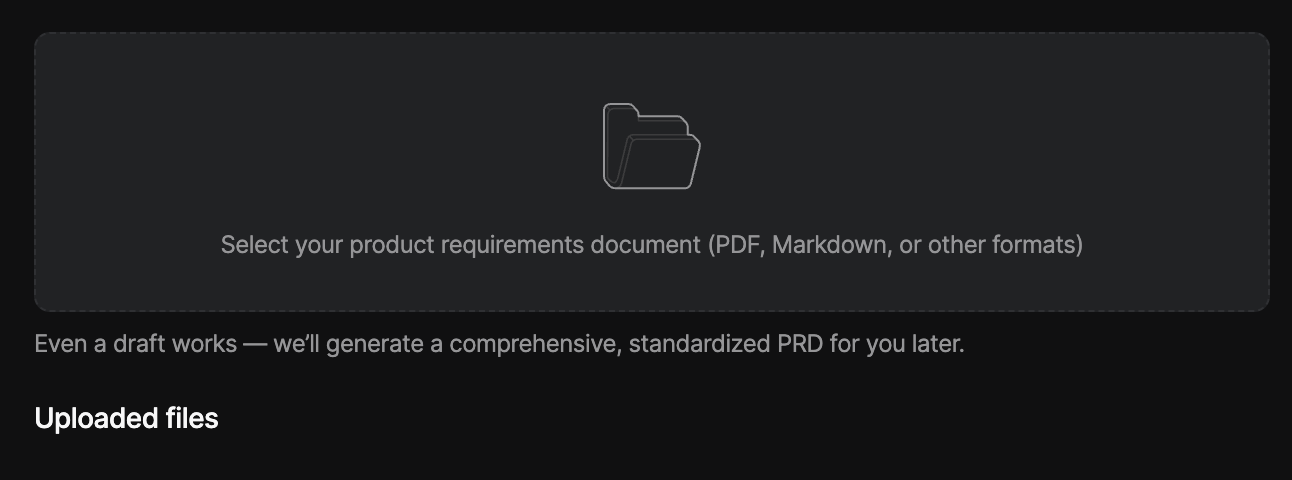 Select your product requirements document (PDF, Markdown, or other formats)
Even a draft works — we’ll generate a comprehensive, standardized PRD for you later.
Uploaded files